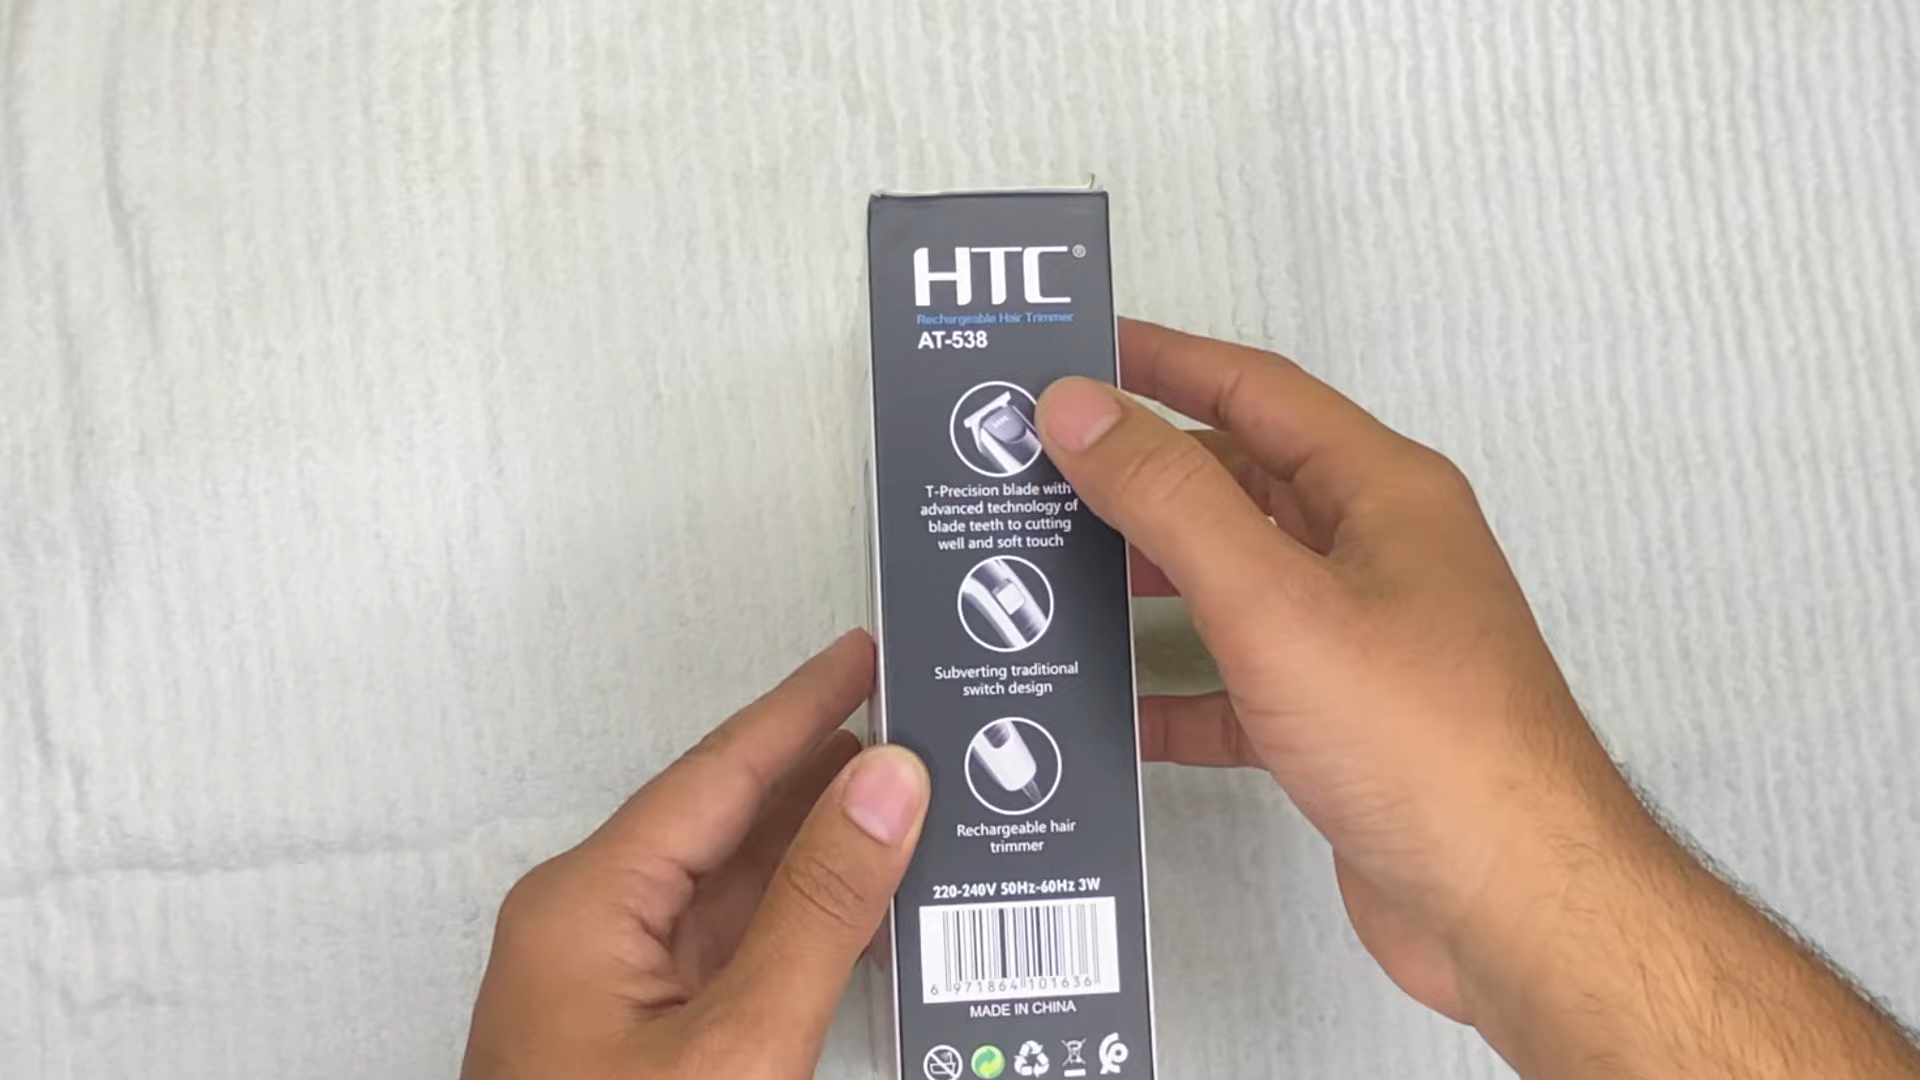 HTC®
Rechargeable Hair Trimmer
AT-538
T-Precision blade with
advanced technology of
blade teeth to cutting
well and soft touch
Subverting traditional
switch design
Rechargeable hair
trimmer
220-240V 50Hz-60Hz 3W
6 971864 101636
MADE IN CHINA